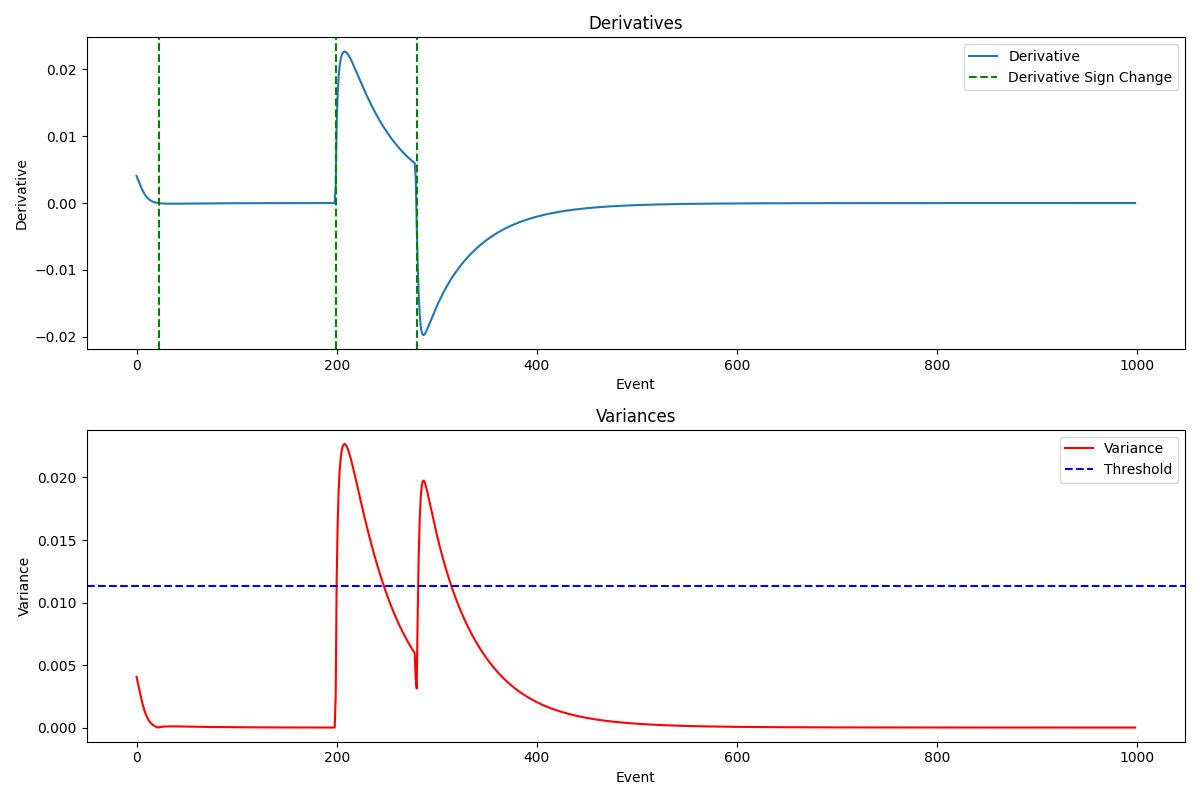 Derivatives
Derivative
Derivative Sign Change
0.02
0.01
0.00
−0.01
−0.02
Derivative
0
200
400
600
800
1000
Event
Variances
Variance
Threshold
0.020
0.015
0.010
0.005
0.000
Variance
0
200
400
600
800
1000
Event